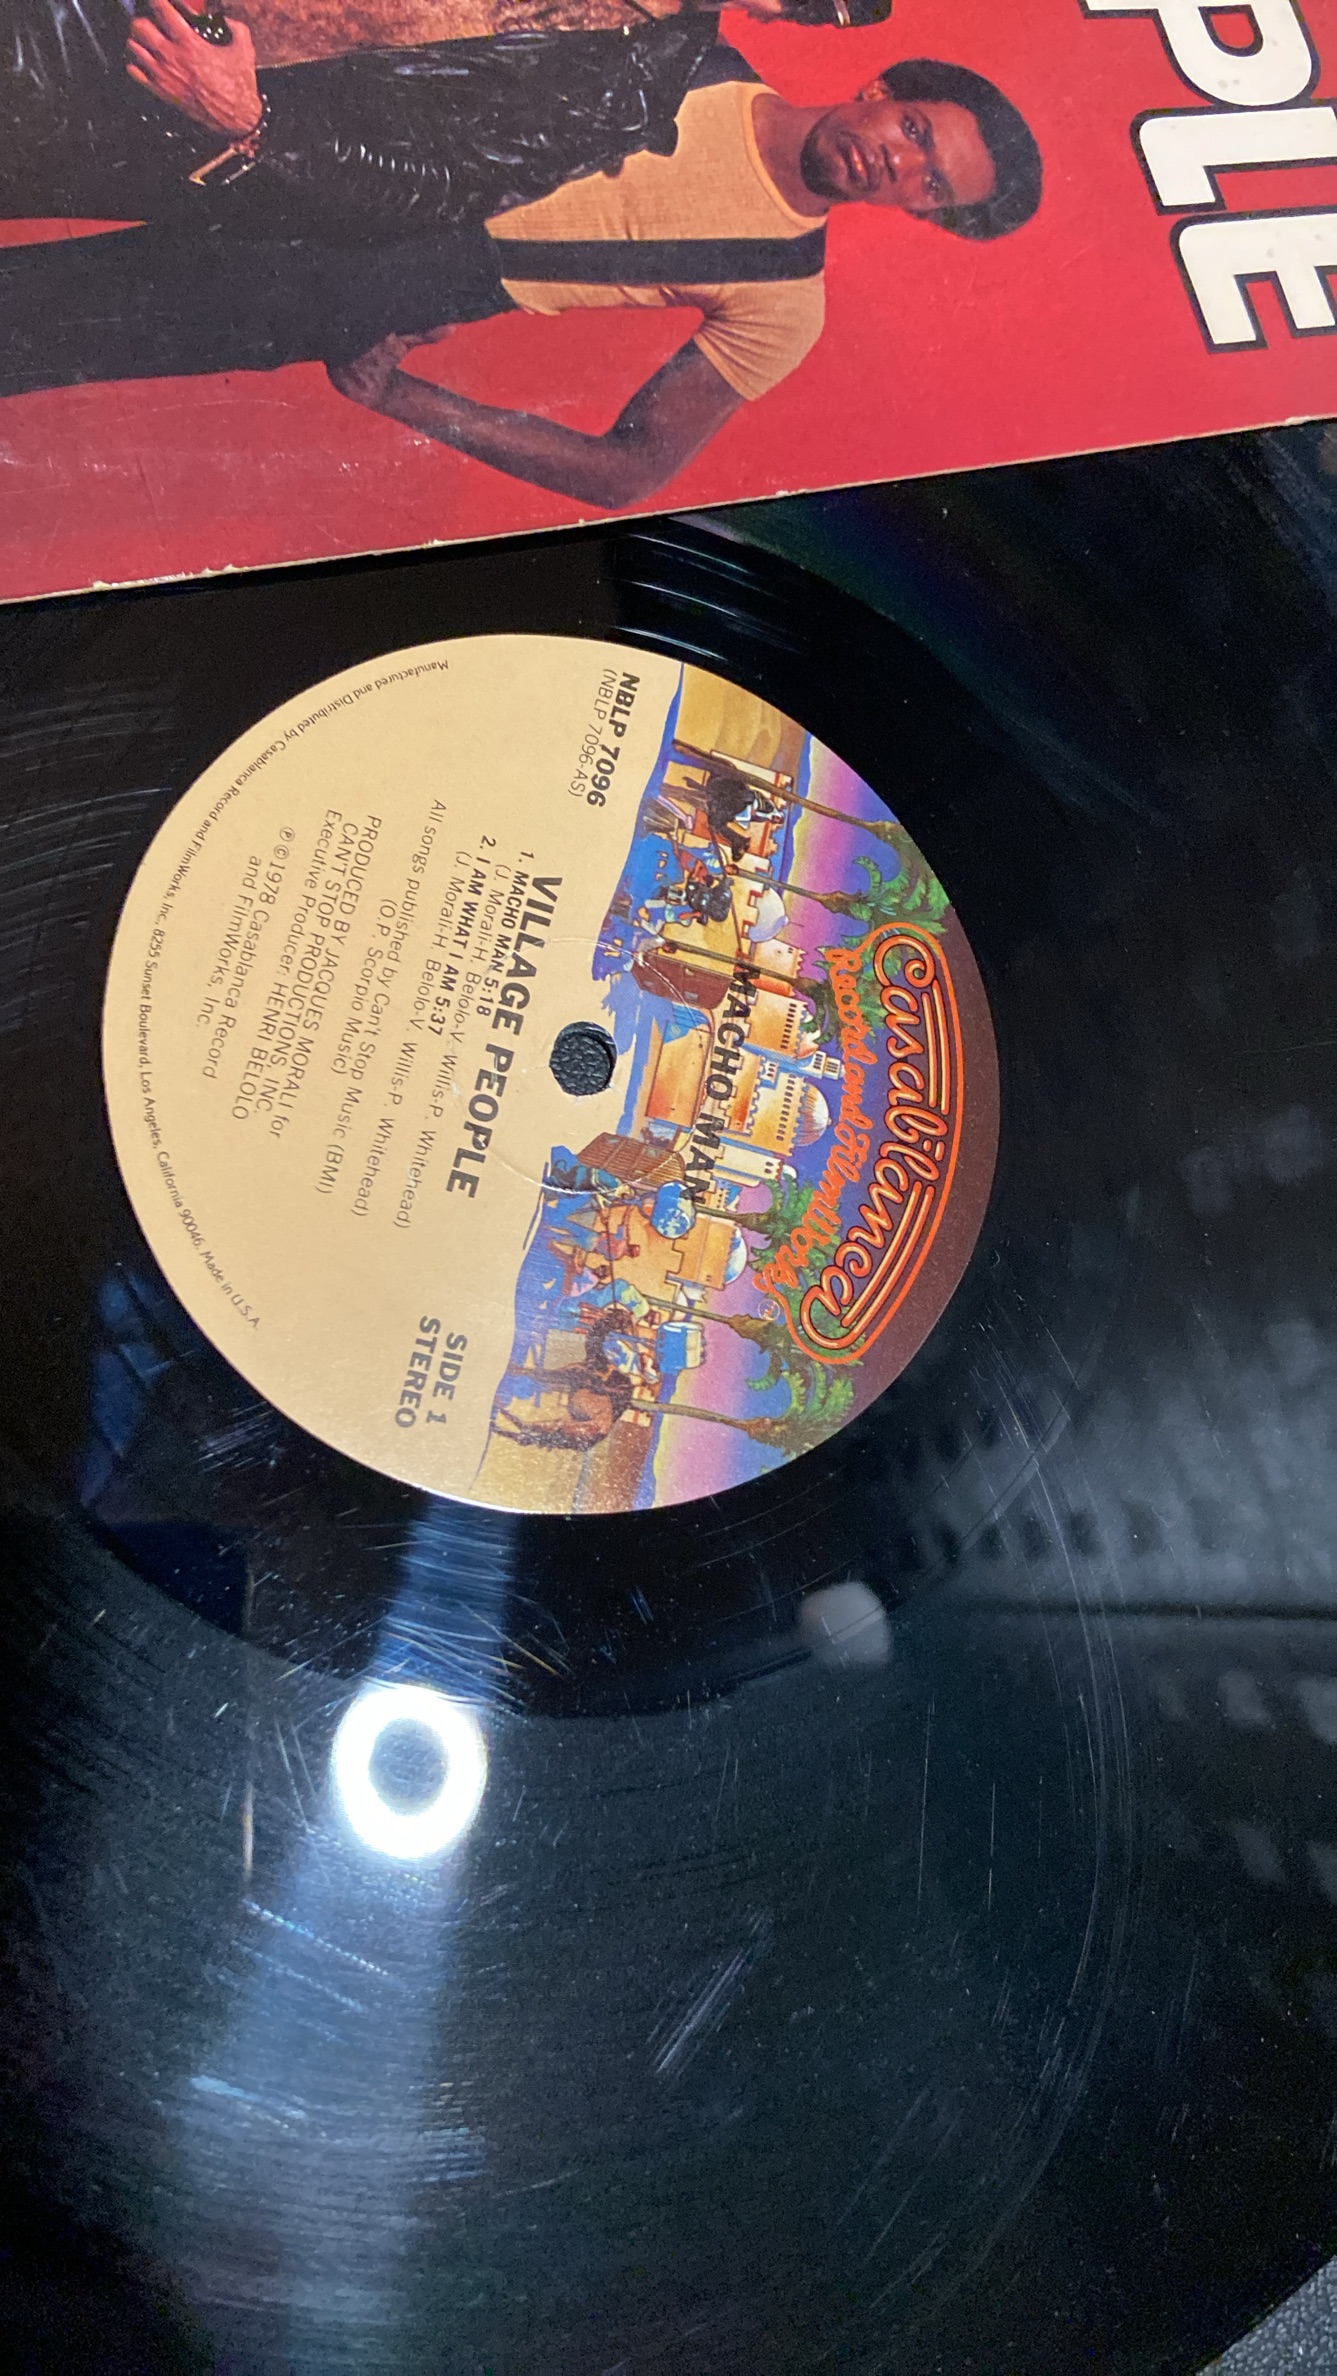 PLE
Casablanca
Record and FilmWorks
MACHO MAN
NBLP 7096
(NBLP 7096-AS)
SIDE 1
STEREO
VILLAGE PEOPLE
1. MACHO MAN 5:18
(J. Morali-H. Belolo-V. Willis-P. Whitehead)
2. I AM WHAT I AM 5:37
(J. Morali-H. Belolo-V. Willis-P. Whitehead)
All songs published by Can't Stop Music (BMI)
(O.P. Scorpio Music)
PRODUCED BY JACQUES MORALI for
CAN'T STOP PRODUCTIONS, INC.
Executive Producer: HENRI BELOLO
℗ © 1978 Casablanca Record
and FilmWorks, Inc.
Manufactured and Distributed by Casablanca Record and FilmWorks, Inc., 8255 Sunset Boulevard, Los Angeles, California 90046. Made in U.S.A.